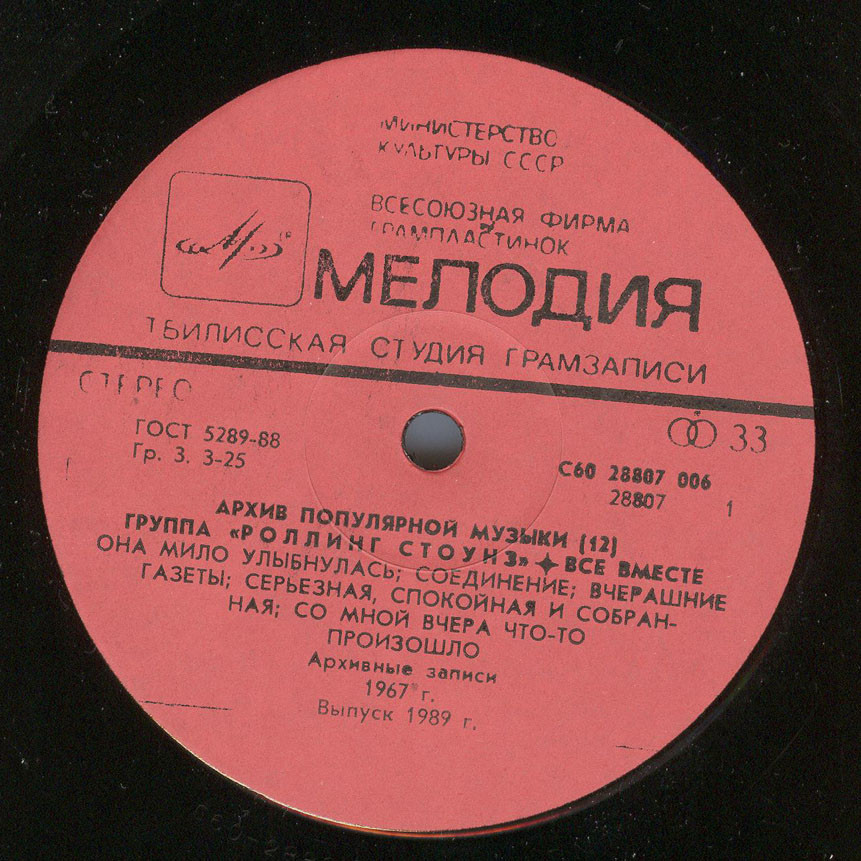 МИНИСТЕРСТВО
КУЛЬТУРЫ СССР
ВСЕСОЮЗНАЯ ФИРМА
ГРАМПЛАСТИНОК
МЕЛОДИЯ
ТБИЛИССКАЯ СТУДИЯ ГРАМЗАПИСИ
СТЕРЕО
33
ГОСТ 5289-88
Гр. 3. 3-25
С60 28807 006
28807 1
АРХИВ ПОПУЛЯРНОЙ МУЗЫКИ (12)
ГРУППА «РОЛЛИНГ СТОУНЗ» ✦ ВСЕ ВМЕСТЕ
ОНА МИЛО УЛЫБНУЛАСЬ; СОЕДИНЕНИЕ; ВЧЕРАШНИЕ
ГАЗЕТЫ; СЕРЬЕЗНАЯ, СПОКОЙНАЯ И СОБРАН-
НАЯ; СО МНОЙ ВЧЕРА ЧТО-ТО
ПРОИЗОШЛО
Архивные записи
1967 г.
Выпуск 1989 г.